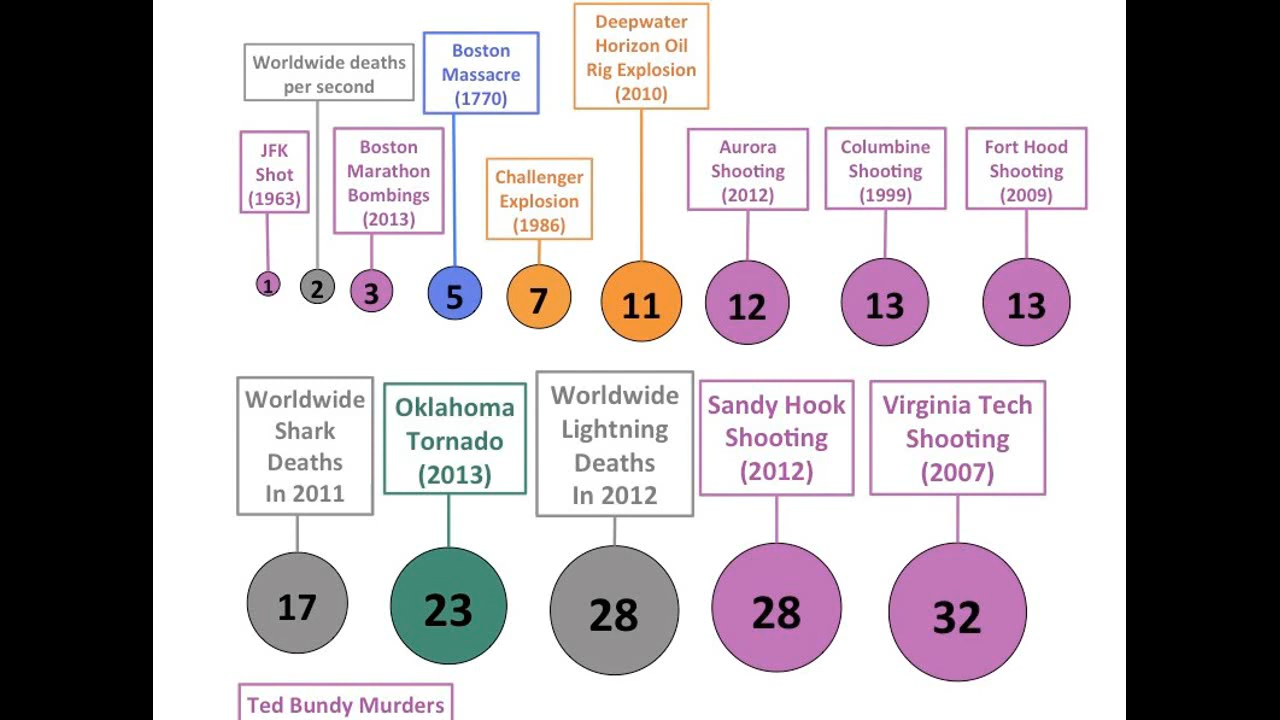 Deepwater
Horizon Oil
Rig Explosion
(2010)
Worldwide deaths
per second
Boston
Massacre
(1770)
JFK
Shot
(1963)
Boston
Marathon
Bombings
(2013)
Challenger
Explosion
(1986)
Aurora
Shooting
(2012)
Columbine
Shooting
(1999)
Fort Hood
Shooting
(2009)
1
2
3
5
7
11
12
13
13
Worldwide
Shark
Deaths
In 2011
Oklahoma
Tornado
(2013)
Worldwide
Lightning
Deaths
In 2012
Sandy Hook
Shooting
(2012)
Virginia Tech
Shooting
(2007)
17
23
28
28
32
Ted Bundy Murders